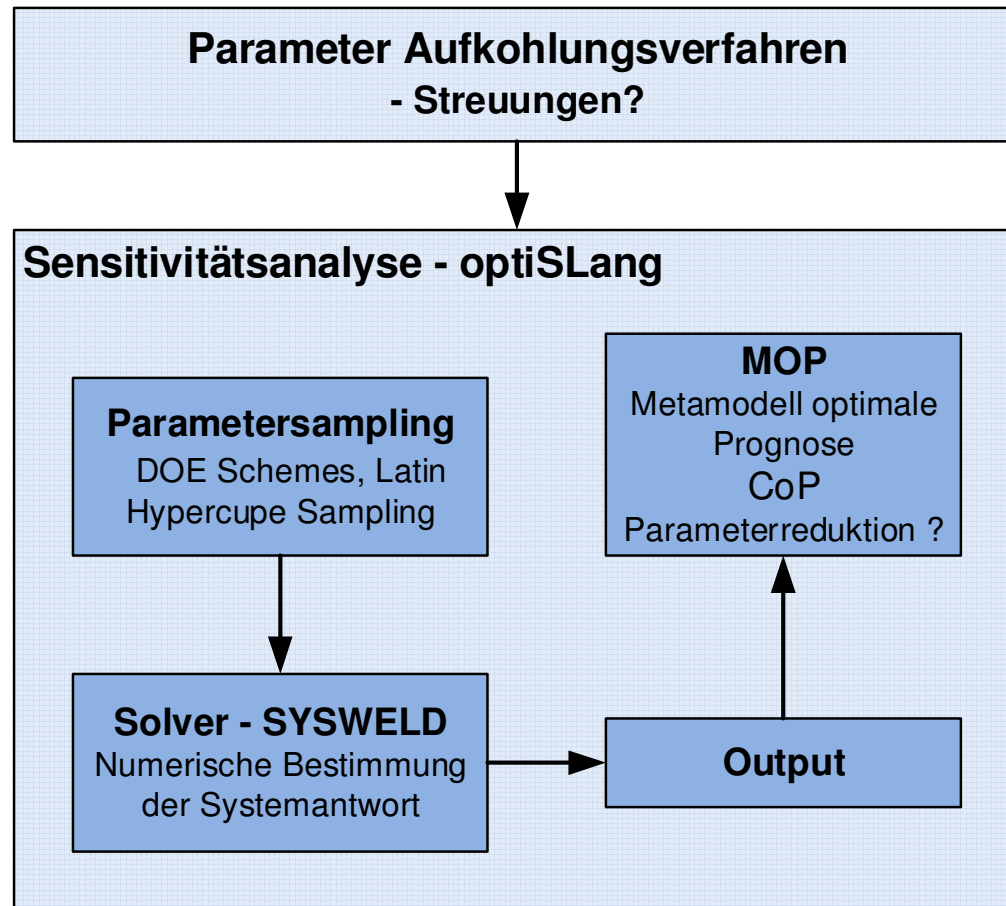 Parameter Aufkohlungsverfahren
- Streuungen?
Sensitivitätsanalyse - optiSLang
Parametersampling
DOE Schemes, Latin
Hypercupe Sampling
Solver - SYSWELD
Numerische Bestimmung
der Systemantwort
Output
MOP
Metamodell optimale
Prognose
CoP
Parameterreduktion ?